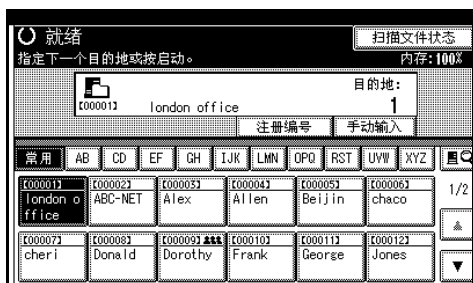 就绪 扫描文件状态
指定下一个目的地或按启动。 内存:100%
目的地:
[00001] london office 1
注册编号 手动输入
常用 AB CD EF GH IJK LMN OPQ RST UVW XYZ
[00001] [00002] [00003] [00004] [00005] [00006]
london o ABC-NET Alex Allen Beijin chaco 1/2
ffice
[00007] [00008] [00009] [00010] [00011] [00012]
cheri Donald Dorothy Frank George Jones